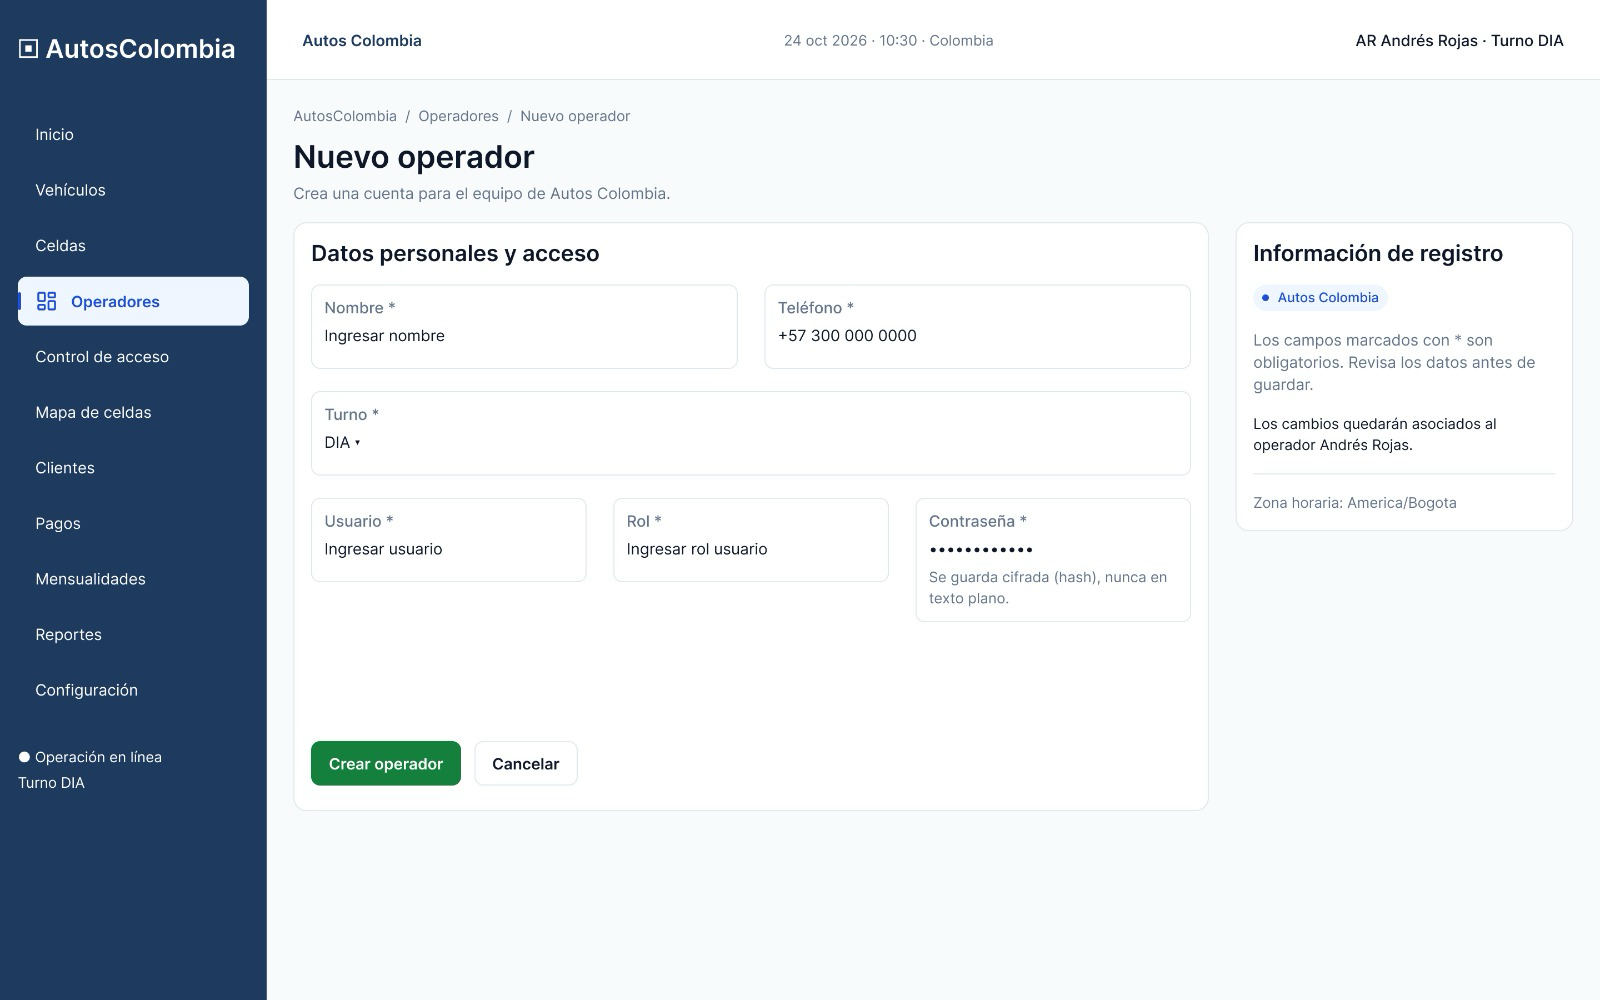 AutosColombia
Inicio
Vehículos
Celdas
Operadores
Control de acceso
Mapa de celdas
Clientes
Pagos
Mensualidades
Reportes
Configuración
Operación en línea
Turno DIA
Autos Colombia
24 oct 2026 · 10:30 · Colombia
AR Andrés Rojas · Turno DIA
AutosColombia / Operadores / Nuevo operador
Nuevo operador
Crea una cuenta para el equipo de Autos Colombia.
Datos personales y acceso
Nombre *
Ingresar nombre
Teléfono *
+57 300 000 0000
Turno *
DIA ▾
Usuario *
Ingresar usuario
Rol *
Ingresar rol usuario
Contraseña *
••••••••••••
Se guarda cifrada (hash), nunca en
texto plano.
Crear operador
Cancelar
Información de registro
Autos Colombia
Los campos marcados con * son
obligatorios. Revisa los datos antes de
guardar.
Los cambios quedarán asociados al
operador Andrés Rojas.
Zona horaria: America/Bogota